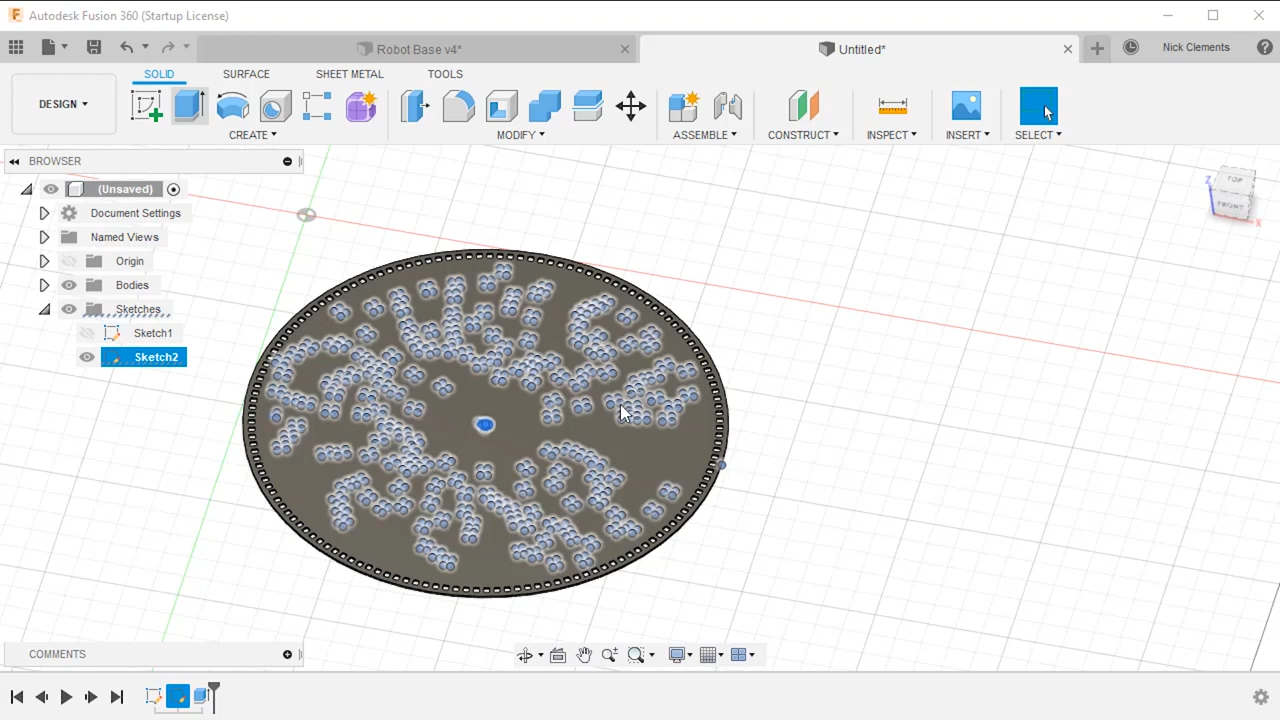 Autodesk Fusion 360 (Startup License)
Robot Base v4*
Untitled*
Nick Clements
SOLID SURFACE SHEET METAL TOOLS
DESIGN
CREATE MODIFY ASSEMBLE CONSTRUCT INSPECT INSERT SELECT
BROWSER
(Unsaved)
Document Settings
Named Views
Origin
Bodies
Sketches
Sketch1
Sketch2
TOP
FRONT
Z
X
COMMENTS